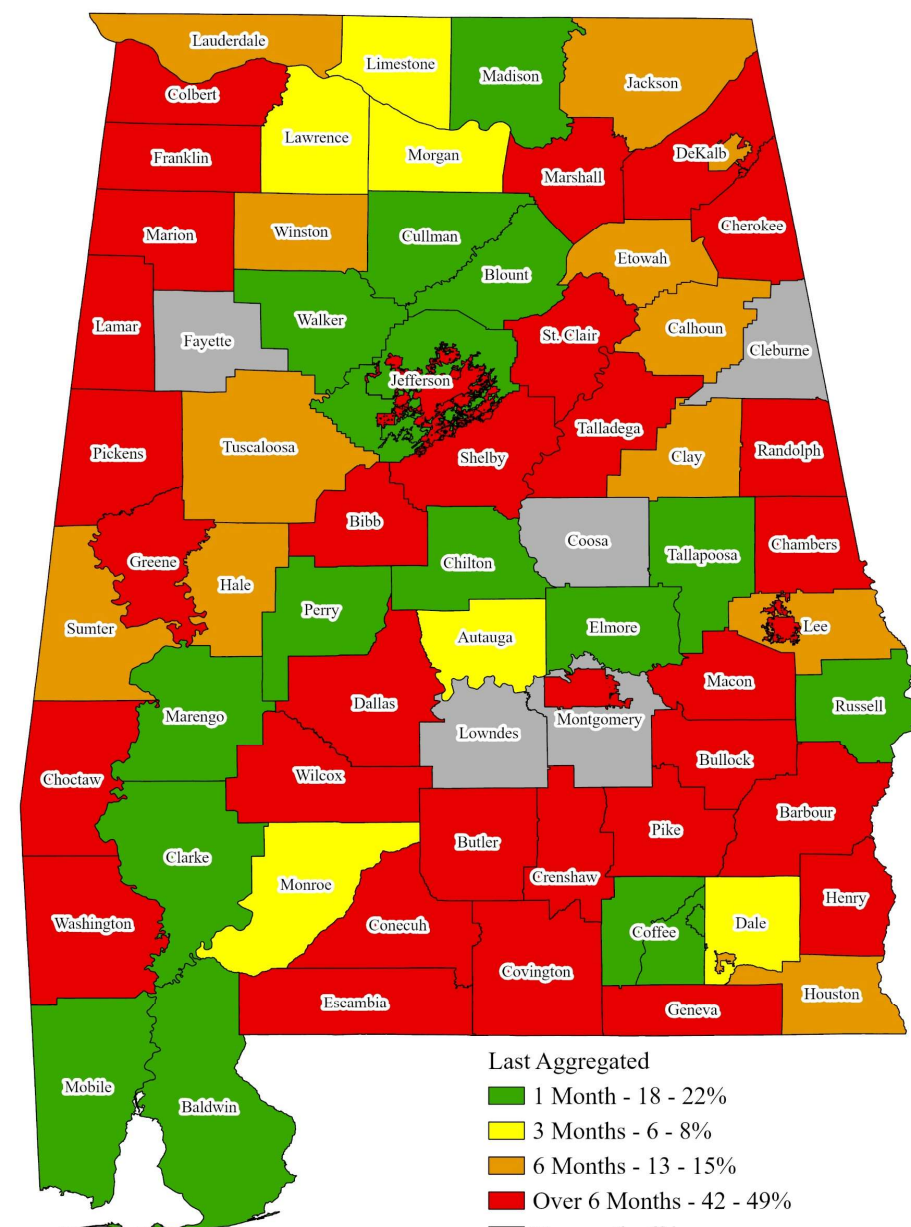 Lauderdale
Limestone
Madison
Jackson
Colbert
Lawrence
Franklin
Morgan
Marshall
DeKalb
Marion
Winston
Cullman
Blount
Etowah
Cherokee
Lamar
Fayette
Walker
St. Clair
Calhoun
Cleburne
Jefferson
Pickens
Tuscaloosa
Shelby
Talladega
Clay
Randolph
Bibb
Greene
Hale
Perry
Chilton
Coosa
Tallapoosa
Chambers
Sumter
Autauga
Elmore
Lee
Marengo
Dallas
Lowndes
Montgomery
Macon
Russell
Choctaw
Wilcox
Bullock
Clarke
Monroe
Butler
Crenshaw
Pike
Barbour
Washington
Conecuh
Covington
Coffee
Dale
Henry
Escambia
Geneva
Houston
Mobile
Baldwin
Last Aggregated
1 Month - 18 - 22%
3 Months - 6 - 8%
6 Months - 13 - 15%
Over 6 Months - 42 - 49%